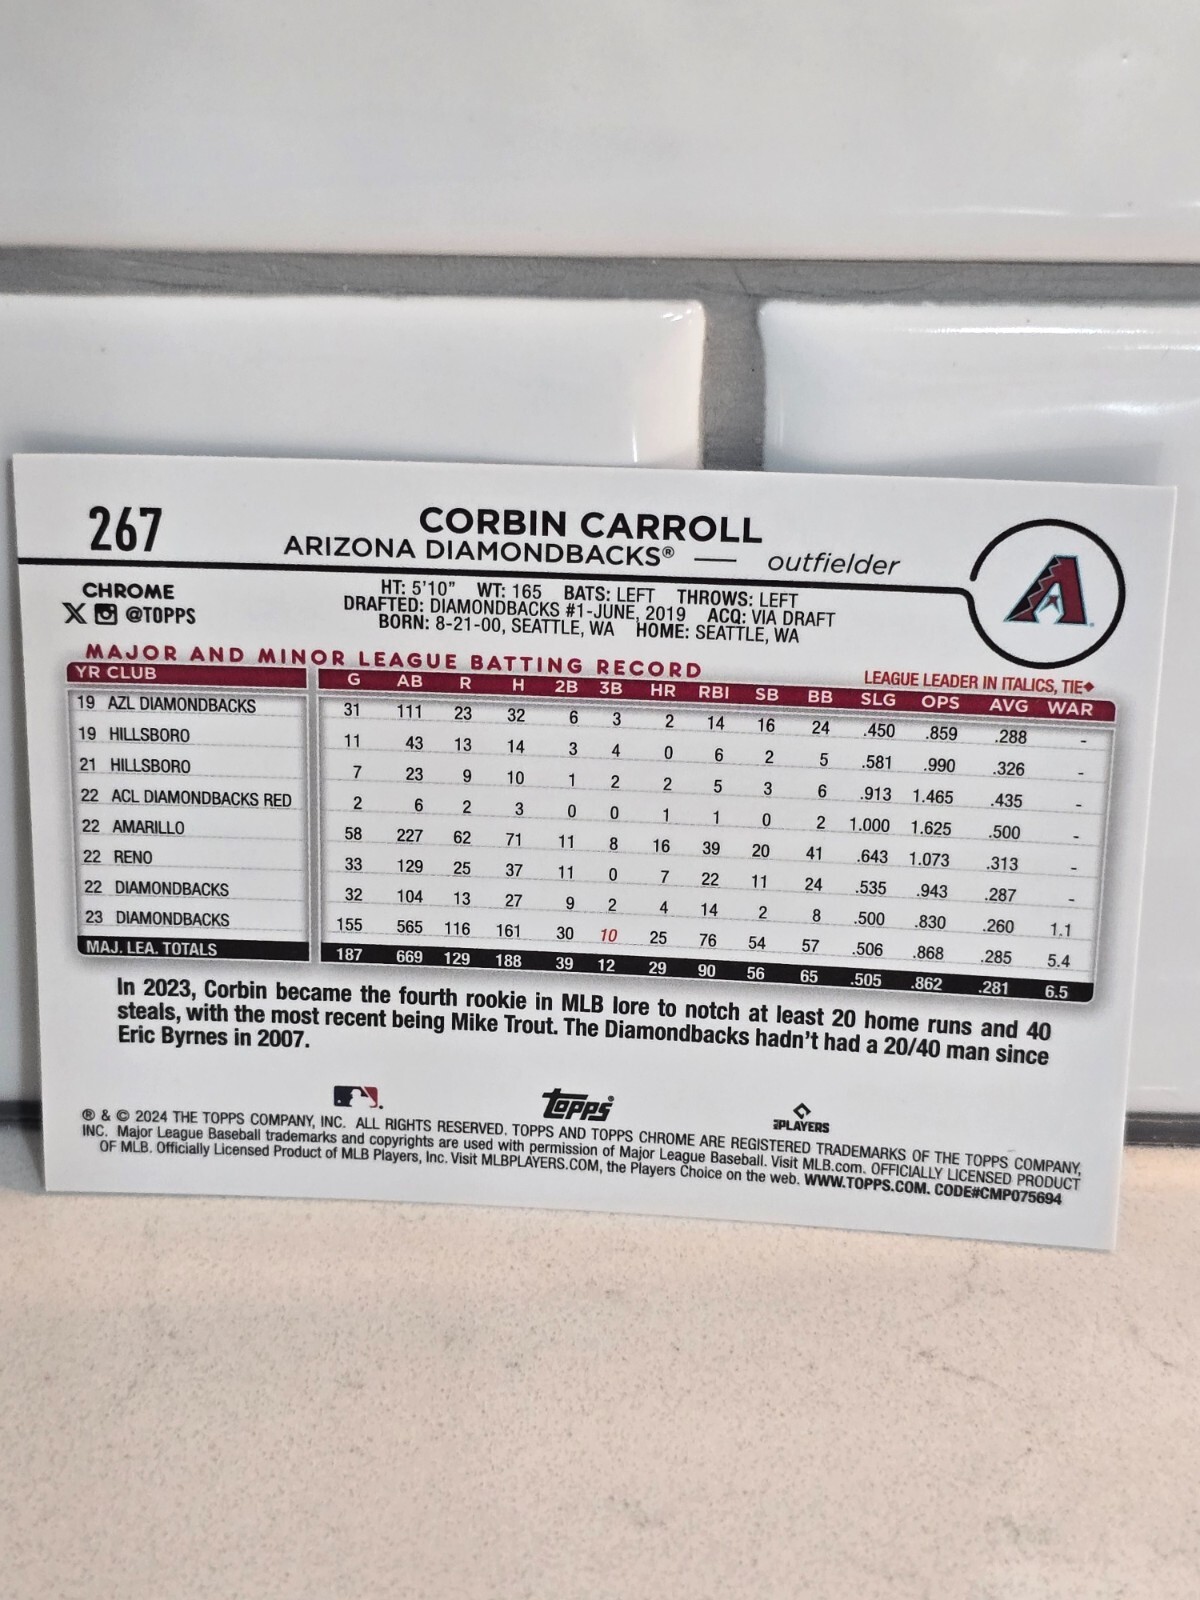 267
CORBIN CARROLL
ARIZONA DIAMONDBACKS® — outfielder
CHROME
@TOPPS
HT: 5'10" WT: 165 BATS: LEFT THROWS: LEFT
DRAFTED: DIAMONDBACKS #1-JUNE, 2019 ACQ: VIA DRAFT
BORN: 8-21-00, SEATTLE, WA HOME: SEATTLE, WA
MAJOR AND MINOR LEAGUE BATTING RECORD
LEAGUE LEADER IN ITALICS, TIE◆
YR CLUB G AB R H 2B 3B HR RBI SB BB SLG OPS AVG WAR
19 AZL DIAMONDBACKS 31 111 23 32 6 3 2 14 16 24 .450 .859 .288 -
19 HILLSBORO 11 43 13 14 3 4 0 6 2 5 .581 .990 .326 -
21 HILLSBORO 7 23 9 10 1 2 2 5 3 6 .913 1.465 .435 -
22 ACL DIAMONDBACKS RED 2 6 2 3 0 0 1 1 0 2 1.000 1.625 .500 -
22 AMARILLO 58 227 62 71 11 8 16 39 20 41 .643 1.073 .313 -
22 RENO 33 129 25 37 11 0 7 22 11 24 .535 .943 .287 -
22 DIAMONDBACKS 32 104 13 27 9 2 4 14 2 8 .500 .830 .260 1.1
23 DIAMONDBACKS 155 565 116 161 30 10 25 76 54 57 .506 .868 .285 5.4
MAJ. LEA. TOTALS 187 669 129 188 39 12 29 90 56 65 .505 .862 .281 6.5
In 2023, Corbin became the fourth rookie in MLB lore to notch at least 20 home runs and 40
steals, with the most recent being Mike Trout. The Diamondbacks hadn't had a 20/40 man since
Eric Byrnes in 2007.
topps®
PLAYERS
® & © 2024 THE TOPPS COMPANY, INC. ALL RIGHTS RESERVED. TOPPS AND TOPPS CHROME ARE REGISTERED TRADEMARKS OF THE TOPPS COMPANY,
INC. Major League Baseball trademarks and copyrights are used with permission of Major League Baseball. Visit MLB.com. OFFICIALLY LICENSED PRODUCT
OF MLB. Officially Licensed Product of MLB Players, Inc. Visit MLBPLAYERS.COM, the Players Choice on the web. WWW.TOPPS.COM. CODE#CMP075694